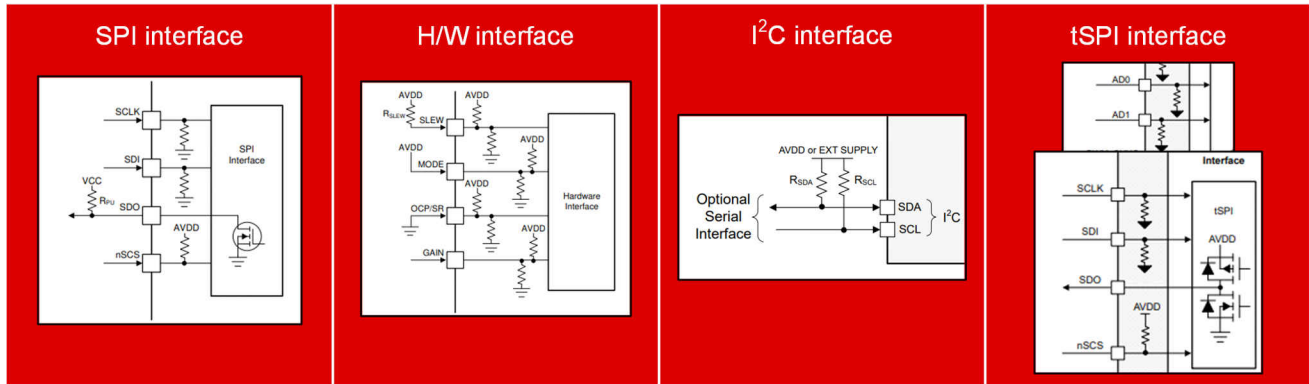 SPI interface
SCLK
SDI
VCC
RPU
SDO
AVDD
nSCS
SPI
Interface
H/W interface
AVDD
AVDD
RSLEW
SLEW
AVDD
AVDD
MODE
AVDD
OCP/SR
AVDD
GAIN
Hardware
Interface
I²C interface
AVDD or EXT SUPPLY
RSDA
RSCL
Optional
Serial
Interface
SDA
SCL
I²C
tSPI interface
AD0
AD1
Interface
SCLK
tSPI
SDI
AVDD
SDO
AVDD
nSCS